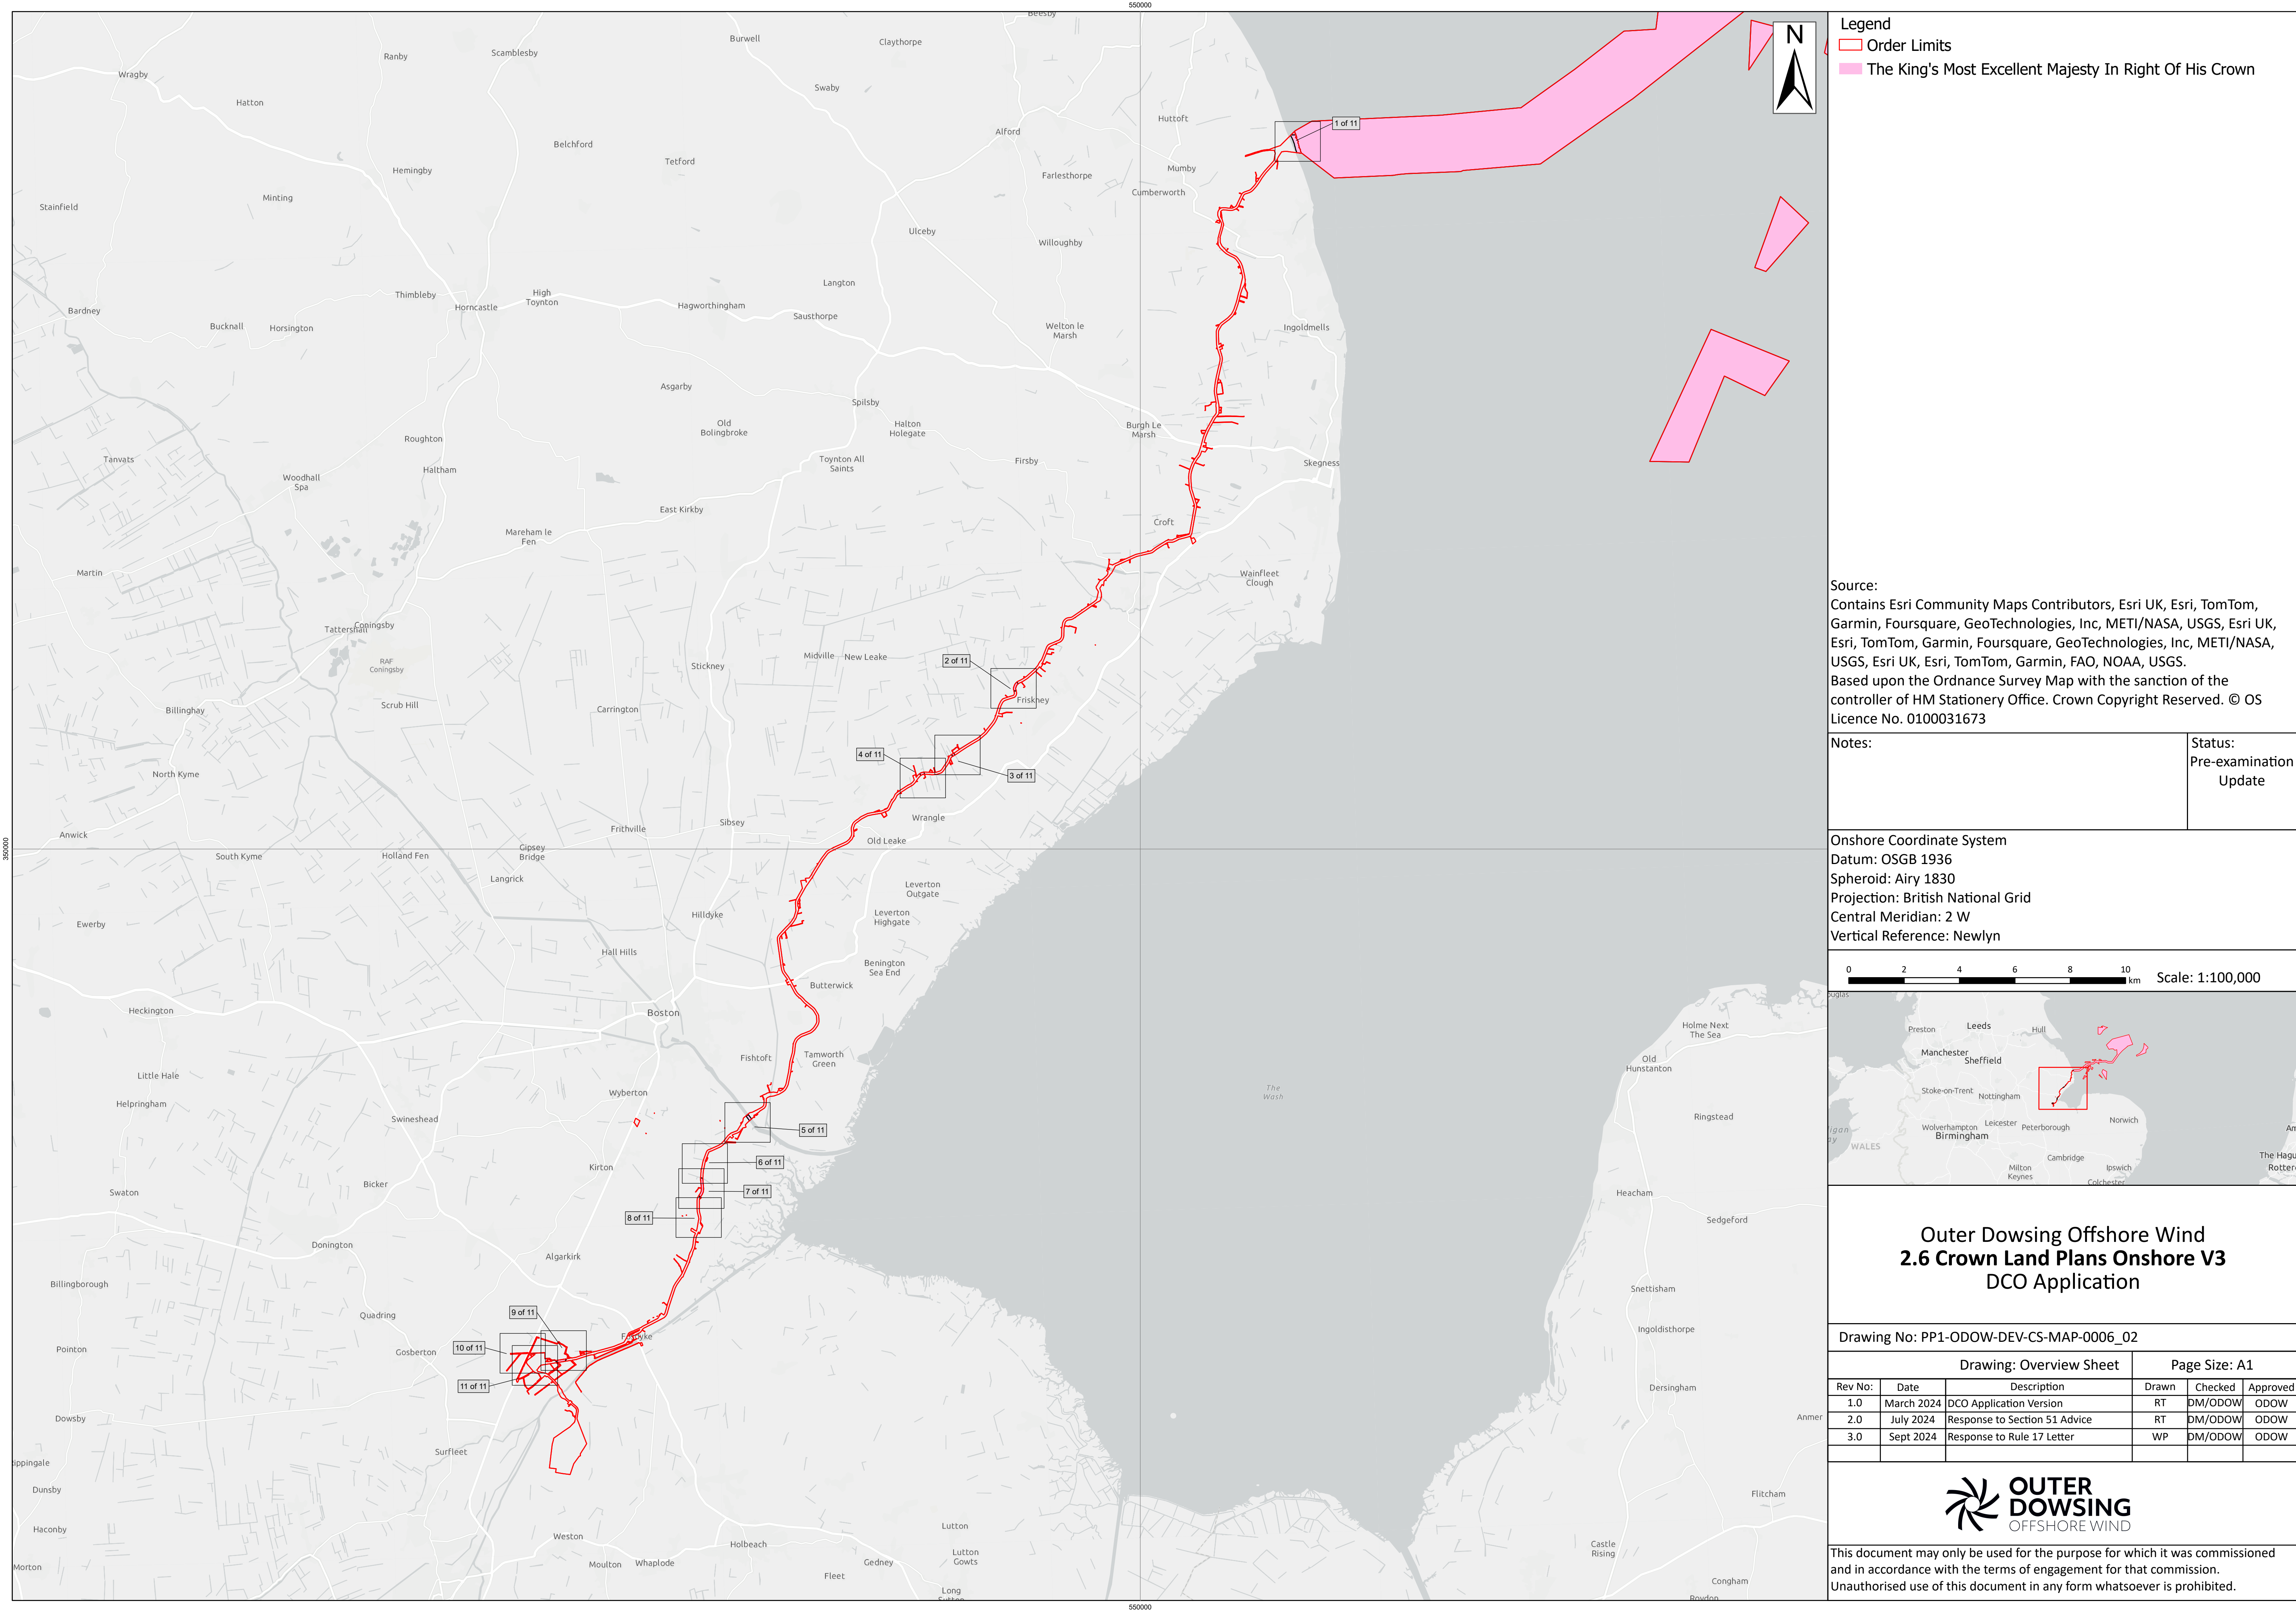 550000
Beesby
Burwell
Claythorpe
Ranby
Scamblesby
Wragby
Swaby
Hatton
Huttoft
1 of 11
Alford
Belchford
Tetford
Hemingby
Mumby
Farlesthorpe
Cumberworth
Minting
Stainfield
Ulceby
Willoughby
Langton
Thimbleby
High
Toynton
Horncastle
Hagworthingham
Bardney
Sausthorpe
Bucknall
Horsington
Welton le
Marsh
Ingoldmells
Asgarby
Spilsby
Old
Bolingbroke
Halton
Holegate
Burgh Le
Marsh
Roughton
Tanvats
Haltham
Toynton All
Saints
Firsby
Skegness
Woodhall
Spa
East Kirkby
Croft
Mareham le
Fen
Martin
Wainfleet
Clough
Tattershall
Coningsby
RAF
Coningsby
Stickney
Midville
New Leake
2 of 11
Friskney
Scrub Hill
Carrington
Billinghay
4 of 11
3 of 11
North Kyme
Wrangle
Sibsey
Frithville
Anwick
Old Leake
350000
South Kyme
Holland Fen
Gipsey
Bridge
Langrick
Leverton
Outgate
Hilldyke
Leverton
Highgate
Ewerby
Hall Hills
Benington
Sea End
Butterwick
Heckington
Boston
Holme Next
The Sea
Fishtoft
Tamworth
Green
Old
Hunstanton
Little Hale
The
Wash
Wyberton
Helpringham
Swineshead
Ringstead
5 of 11
6 of 11
Kirton
Bicker
7 of 11
Swaton
Heacham
8 of 11
Sedgeford
Donington
Algarkirk
Billingborough
Snettisham
9 of 11
Quadring
Ingoldisthorpe
10 of 11
Pointon
Gosberton
11 of 11
Dersingham
Dowsby
Anmer
Surfleet
Dunsby
Flitcham
Haconby
Lutton
Weston
Holbeach
Castle
Rising
Moulton
Whaplode
Lutton
Gowts
Gedney
Morton
Fleet
Congham
Long
Sutton
Roydon
550000
N
Legend
Order Limits
The King's Most Excellent Majesty In Right Of His Crown
Source:
Contains Esri Community Maps Contributors, Esri UK, Esri, TomTom,
Garmin, Foursquare, GeoTechnologies, Inc, METI/NASA, USGS, Esri UK,
Esri, TomTom, Garmin, Foursquare, GeoTechnologies, Inc, METI/NASA,
USGS, Esri UK, Esri, TomTom, Garmin, FAO, NOAA, USGS.
Based upon the Ordnance Survey Map with the sanction of the
controller of HM Stationery Office. Crown Copyright Reserved. © OS
Licence No. 0100031673
Notes:
Status:
Pre-examination
Update
Onshore Coordinate System
Datum: OSGB 1936
Spheroid: Airy 1830
Projection: British National Grid
Central Meridian: 2 W
Vertical Reference: Newlyn
0 2 4 6 8 10
km
Scale: 1:100,000
Preston
Leeds
Hull
Manchester
Sheffield
Stoke-on-Trent
Nottingham
Wolverhampton
Leicester
Peterborough
Norwich
Birmingham
WALES
Cambridge
Milton
Keynes
Ipswich
Colchester
The Hagu
Rotter
Outer Dowsing Offshore Wind
2.6 Crown Land Plans Onshore V3
DCO Application
Drawing No: PP1-ODOW-DEV-CS-MAP-0006_02
Drawing: Overview Sheet
Page Size: A1
Rev No: Date Description Drawn Checked Approved
1.0 March 2024 DCO Application Version RT DM/ODOW ODOW
2.0 July 2024 Response to Section 51 Advice RT DM/ODOW ODOW
3.0 Sept 2024 Response to Rule 17 Letter WP DM/ODOW ODOW
OUTER
DOWSING
OFFSHORE WIND
This document may only be used for the purpose for which it was commissioned
and in accordance with the terms of engagement for that commission.
Unauthorised use of this document in any form whatsoever is prohibited.